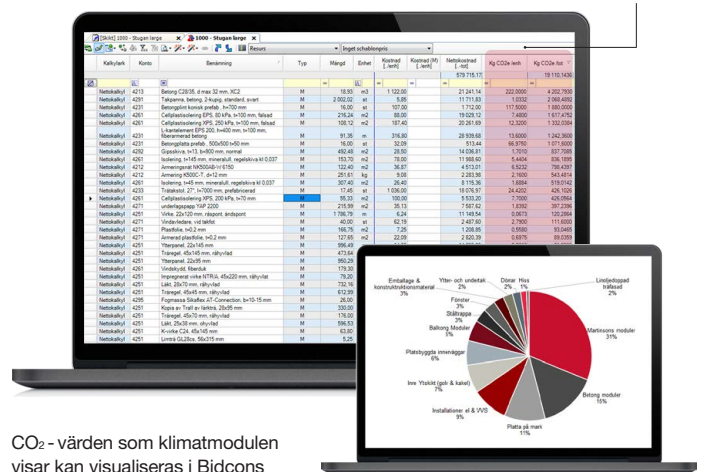 [Skikt] 1000 - Stugan large x 1000 - Stugan large x
Resurs Inget schablonpris
Kalkylark Konto Benämning Typ Mängd Enhet Kostnad [../enh] Kostnad (M) [../enh] Nettokostnad [..-tot] Kg CO2e /enh Kg CO2e /tot
579 715,17 19 110,1436
Nettokalkyl 4213 Betong C28/35, d max 32 mm, XC2 M 18,93 m3 1 122,00 21 241,14 222,0000 4 202,7930
Nettokalkyl 4291 Takpanna, betong, 2-kupig, standard, svart M 2 002,02 st 5,85 11 711,83 1,0332 2 068,4892
Nettokalkyl 4231 Betongplint konisk prefab , h=700 mm M 16,00 st 107,00 1 712,00 117,5000 1 880,0000
Nettokalkyl 4261 Cellplastisolering EPS, 80 kPa, t=100 mm, falsad M 216,24 m2 88,00 19 029,12 7,4800 1 617,4752
Nettokalkyl 4261 Cellplastisolering XPS, 250 kPa, t=100 mm, falsad M 108,12 m2 187,40 20 261,69 12,3200 1 332,0384
Nettokalkyl 4231 L-kantelement EPS 200, h=400 mm, t=100 mm, fiberarmerad betong M 91,35 m 316,80 28 939,68 13,6000 1 242,3600
Nettokalkyl 4231 Betongplatta prefab , 500x500 t=50 mm M 16,00 st 32,09 513,44 66,9750 1 071,6000
Nettokalkyl 4292 Gipsskiva, t=13, b=900 mm, normal M 492,48 m2 28,50 14 036,81 1,7010 837,7085
Nettokalkyl 4261 Isolering, t=145 mm, mineralull, regelskiva kl 0,037 M 153,70 m2 78,00 11 988,60 5,4404 836,1895
Nettokalkyl 4212 Armeringsnät NK500AB-W 6150 M 122,40 m2 36,87 4 513,01 6,5232 798,4397
Nettokalkyl 4212 Armering K500C-T, d=12 mm M 251,61 kg 9,08 2 283,98 2,1600 543,4814
Nettokalkyl 4261 Isolering, t=45 mm, mineralull, regelskiva kl 0,037 M 307,40 m2 26,40 8 115,36 1,6884 519,0142
Nettokalkyl 4233 Trätakstol, 27°, l=7000 mm, prefabricerad M 17,45 st 1 036,00 18 076,97 24,4202 426,1026
Nettokalkyl 4261 Cellplastisolering XPS, 200 kPa, t=70 mm M 55,33 m2 100,00 5 533,20 7,7000 426,0564
Nettokalkyl 4271 underlagspapp YAP 2200 M 215,99 m2 35,13 7 587,62 1,8392 397,2396
Nettokalkyl 4251 Virke, 22x120 mm, råspont, ändspont M 1 786,79 m 6,24 11 149,54 0,0673 120,2864
Nettokalkyl 4271 Vindavledare, vid takfot M 40,00 st 62,19 2 487,60 2,7900 111,6000
Nettokalkyl 4271 Plastfolie, t=0,2 mm M 166,75 m2 7,25 1 208,85 0,5580 93,0465
Nettokalkyl 4271 Armerad plastfolie, t=0,2 mm M 127,65 m2 22,09 2 820,39 0,6975 89,0359
Nettokalkyl 4251 Ytterpanel, 22x145 mm M 996,49
Nettokalkyl 4251 Träregel, 45x145 mm, råhyvlad M 473,64
Nettokalkyl 4251 Ytterpanel, 22x95 mm M 950,29
Nettokalkyl 4261 Vindskydd, fiberduk M 179,30
Nettokalkyl 4251 Impregnerat virke NTR/A, 45x220 mm, råhyvlat M 79,20
Nettokalkyl 4251 Läkt, 28x70 mm, råhyvlad M 732,16
Nettokalkyl 4251 Träregel, 45x45 mm, råhyvlad M 612,99
Nettokalkyl 4295 Fogmassa Sikaflex AT-Connection, b=10-15 mm M 26,00
Nettokalkyl 4251 Kopia av Trall av lärkträ, 28x95 mm M 330,00
Nettokalkyl 4251 Träregel, 45x70 mm, råhyvlad M 176,00
Nettokalkyl 4251 Läkt, 25x38 mm, ohyvlad M 596,53
Nettokalkyl 4251 K-virke C24, 45x145 mm M 63,80
Nettokalkyl 4251 Limträ GL28cs, 56x315 mm M 5,25
Emballage & konstruktrsktionsmaterial 3%
Ytter- och undertak 2%
Dörrar 2%
Hiss 1%
Linoljedoppad träfasad 2%
Fönster 3%
Ståltrappa 3%
Balkong Moduler 5%
Platsbyggda innerväggar 6%
Inre Ytskikt (golv & kakel) 7%
Installationer el & VVS 9%
Platta på mark 11%
Betong moduler 15%
Martinsons moduler 31%
CO2 - värden som klimatmodulen
visar kan visualiseras i Bidcons